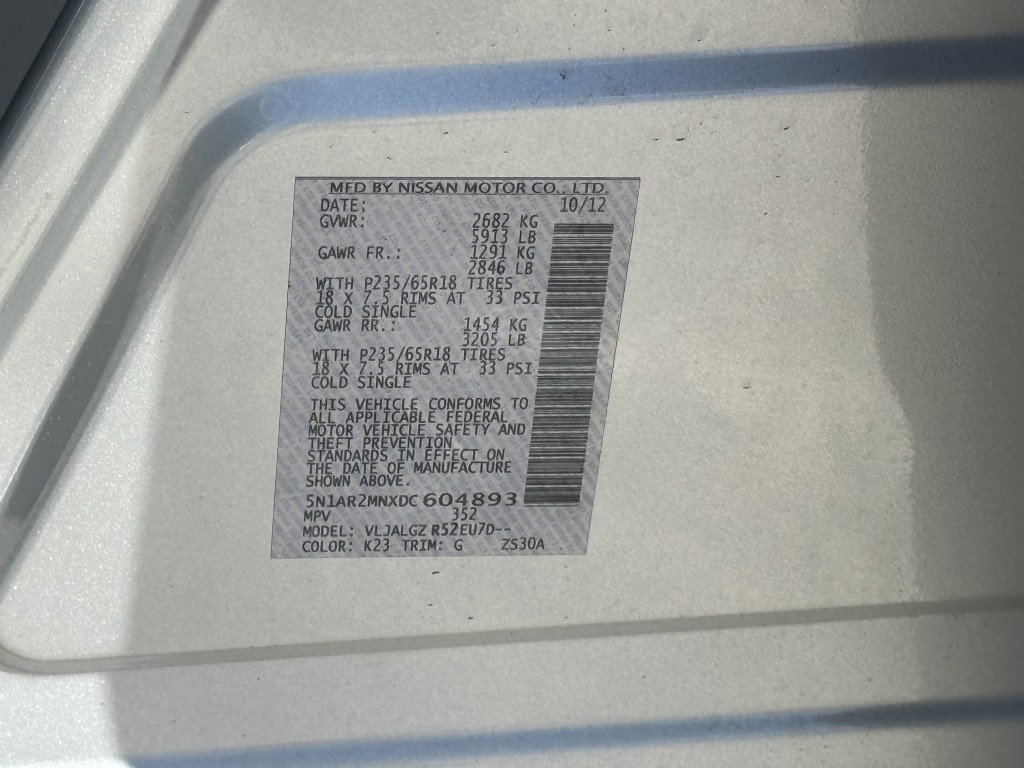 MFD BY NISSAN MOTOR CO., LTD.
DATE: 10/12
GVWR: 2682 KG
5913 LB
GAWR FR.: 1291 KG
2846 LB
WITH P235/65R18 TIRES
18 X 7.5 RIMS AT 33 PSI
COLD SINGLE
GAWR RR.: 1454 KG
3205 LB
WITH P235/65R18 TIRES
18 X 7.5 RIMS AT 33 PSI
COLD SINGLE
THIS VEHICLE CONFORMS TO
ALL APPLICABLE FEDERAL
MOTOR VEHICLE SAFETY AND
THEFT PREVENTION
STANDARDS IN EFFECT ON
THE DATE OF MANUFACTURE
SHOWN ABOVE.
5N1AR2MNXDC 604893
MPV 352
MODEL: VLJALGZ R52EU7D--
COLOR: K23 TRIM: G ZS30A